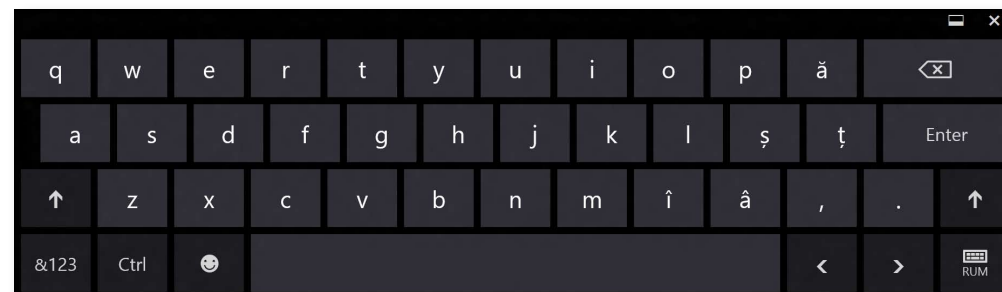 q w e r t y u i o p ă
a s d f g h j k l ș ț Enter
z x c v b n m î â , .
&123 Ctrl RUM